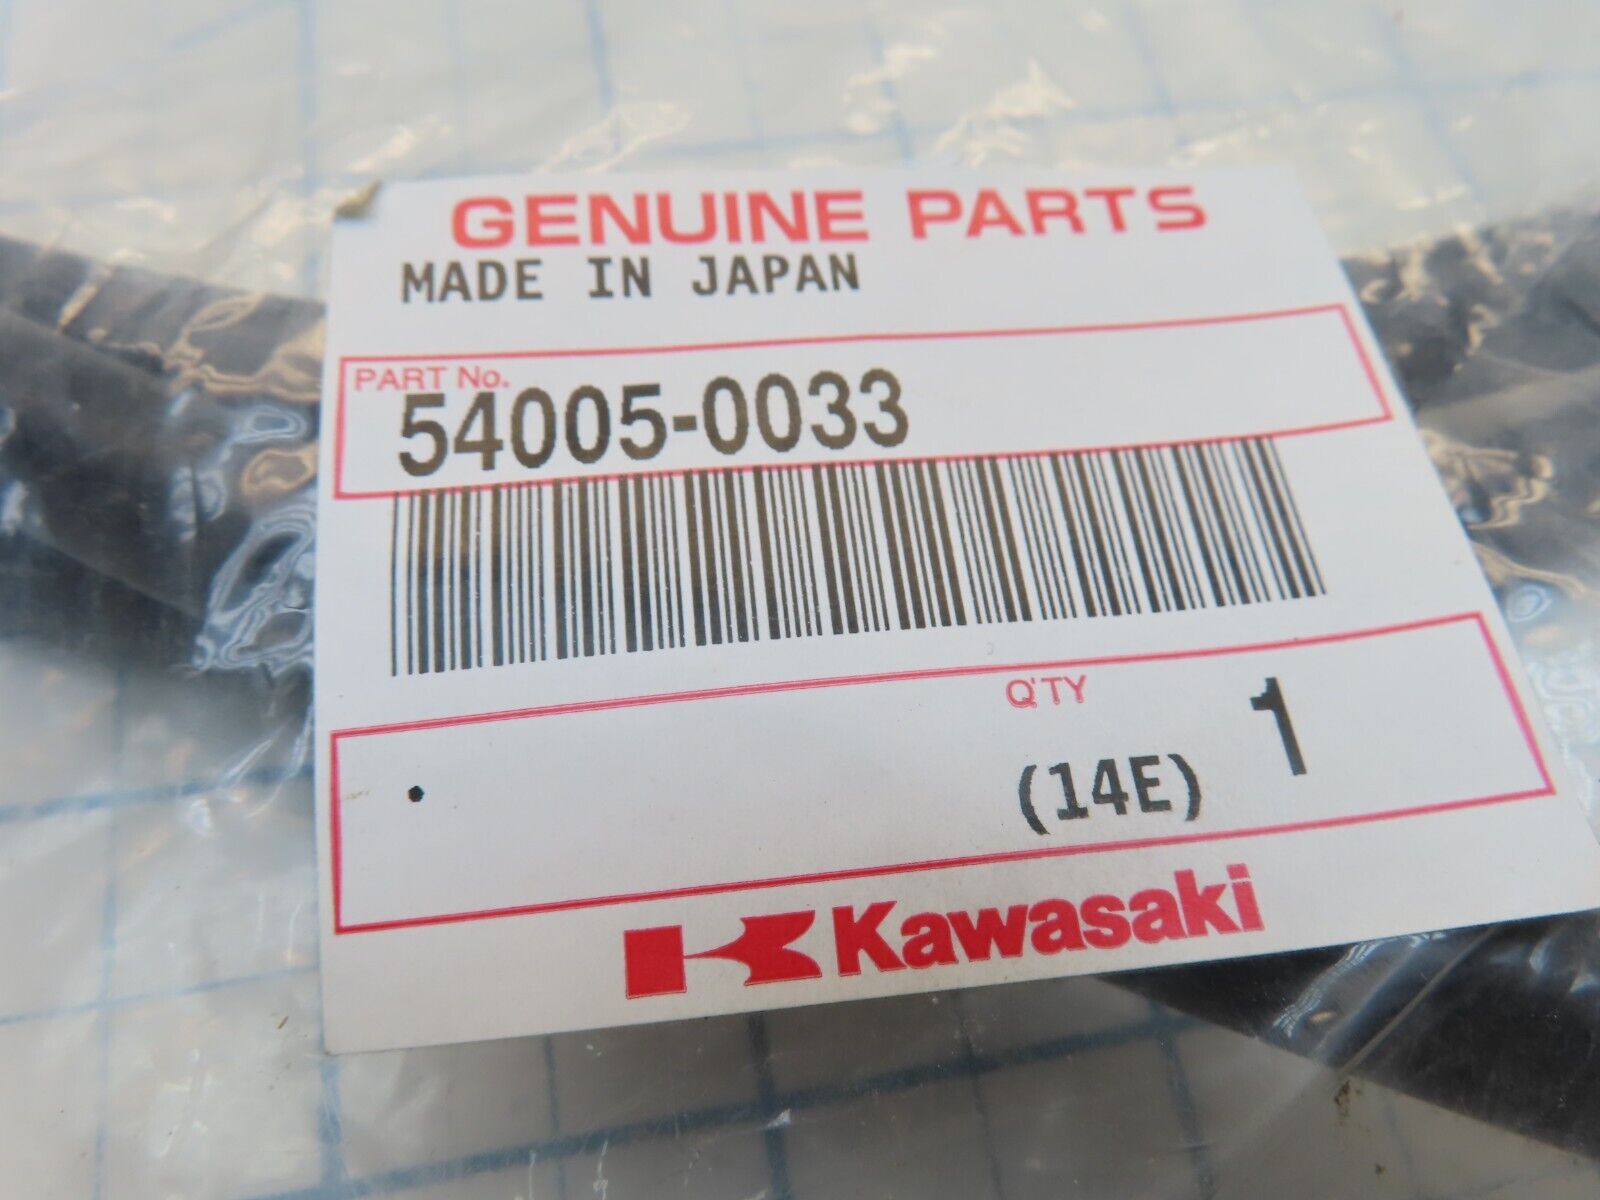 GENUINE PARTS
MADE IN JAPAN
PART No.
54005-0033
Q'TY
1
(14E)
Kawasaki